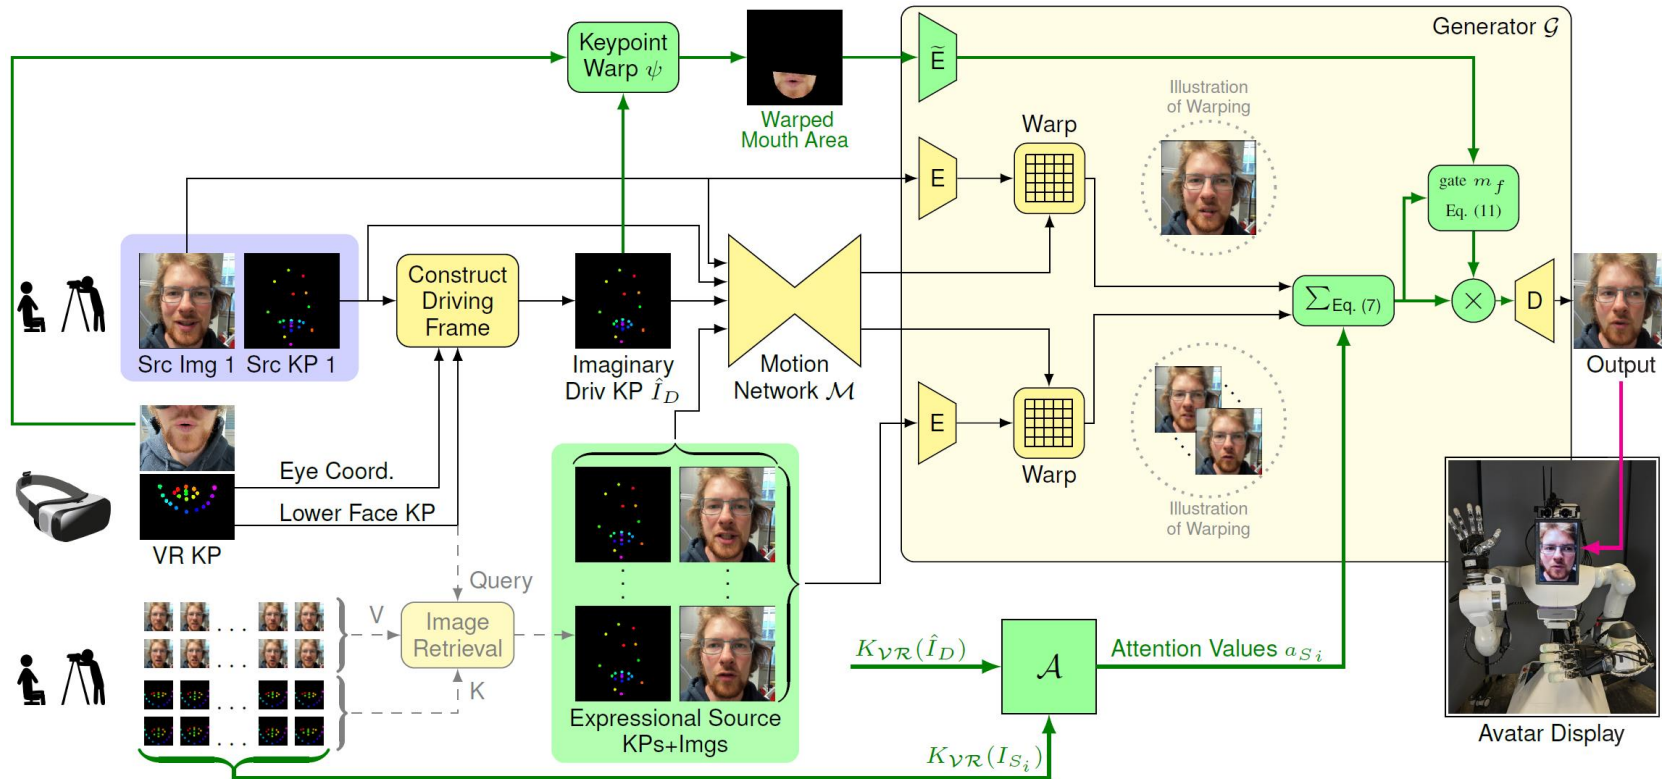 Generator 𝒢
Keypoint
Warp ψ
Ẽ
Illustration
of Warping
Warped
Mouth Area
Warp
E
gate m_f
Eq. (11)
Construct
Driving
Frame
∑Eq. (7)
×
D
Src Img 1
Src KP 1
Imaginary
Driv KP Î_D
Motion
Network ℳ
Output
E
Warp
Eye Coord.
Lower Face KP
VR KP
Illustration
of Warping
Query
V
Image
Retrieval
K
K_𝒱ℛ(Î_D)
𝒜
Attention Values a_{S_i}
Expressional Source
KPs+Imgs
K_𝒱ℛ(I_{S_i})
Avatar Display